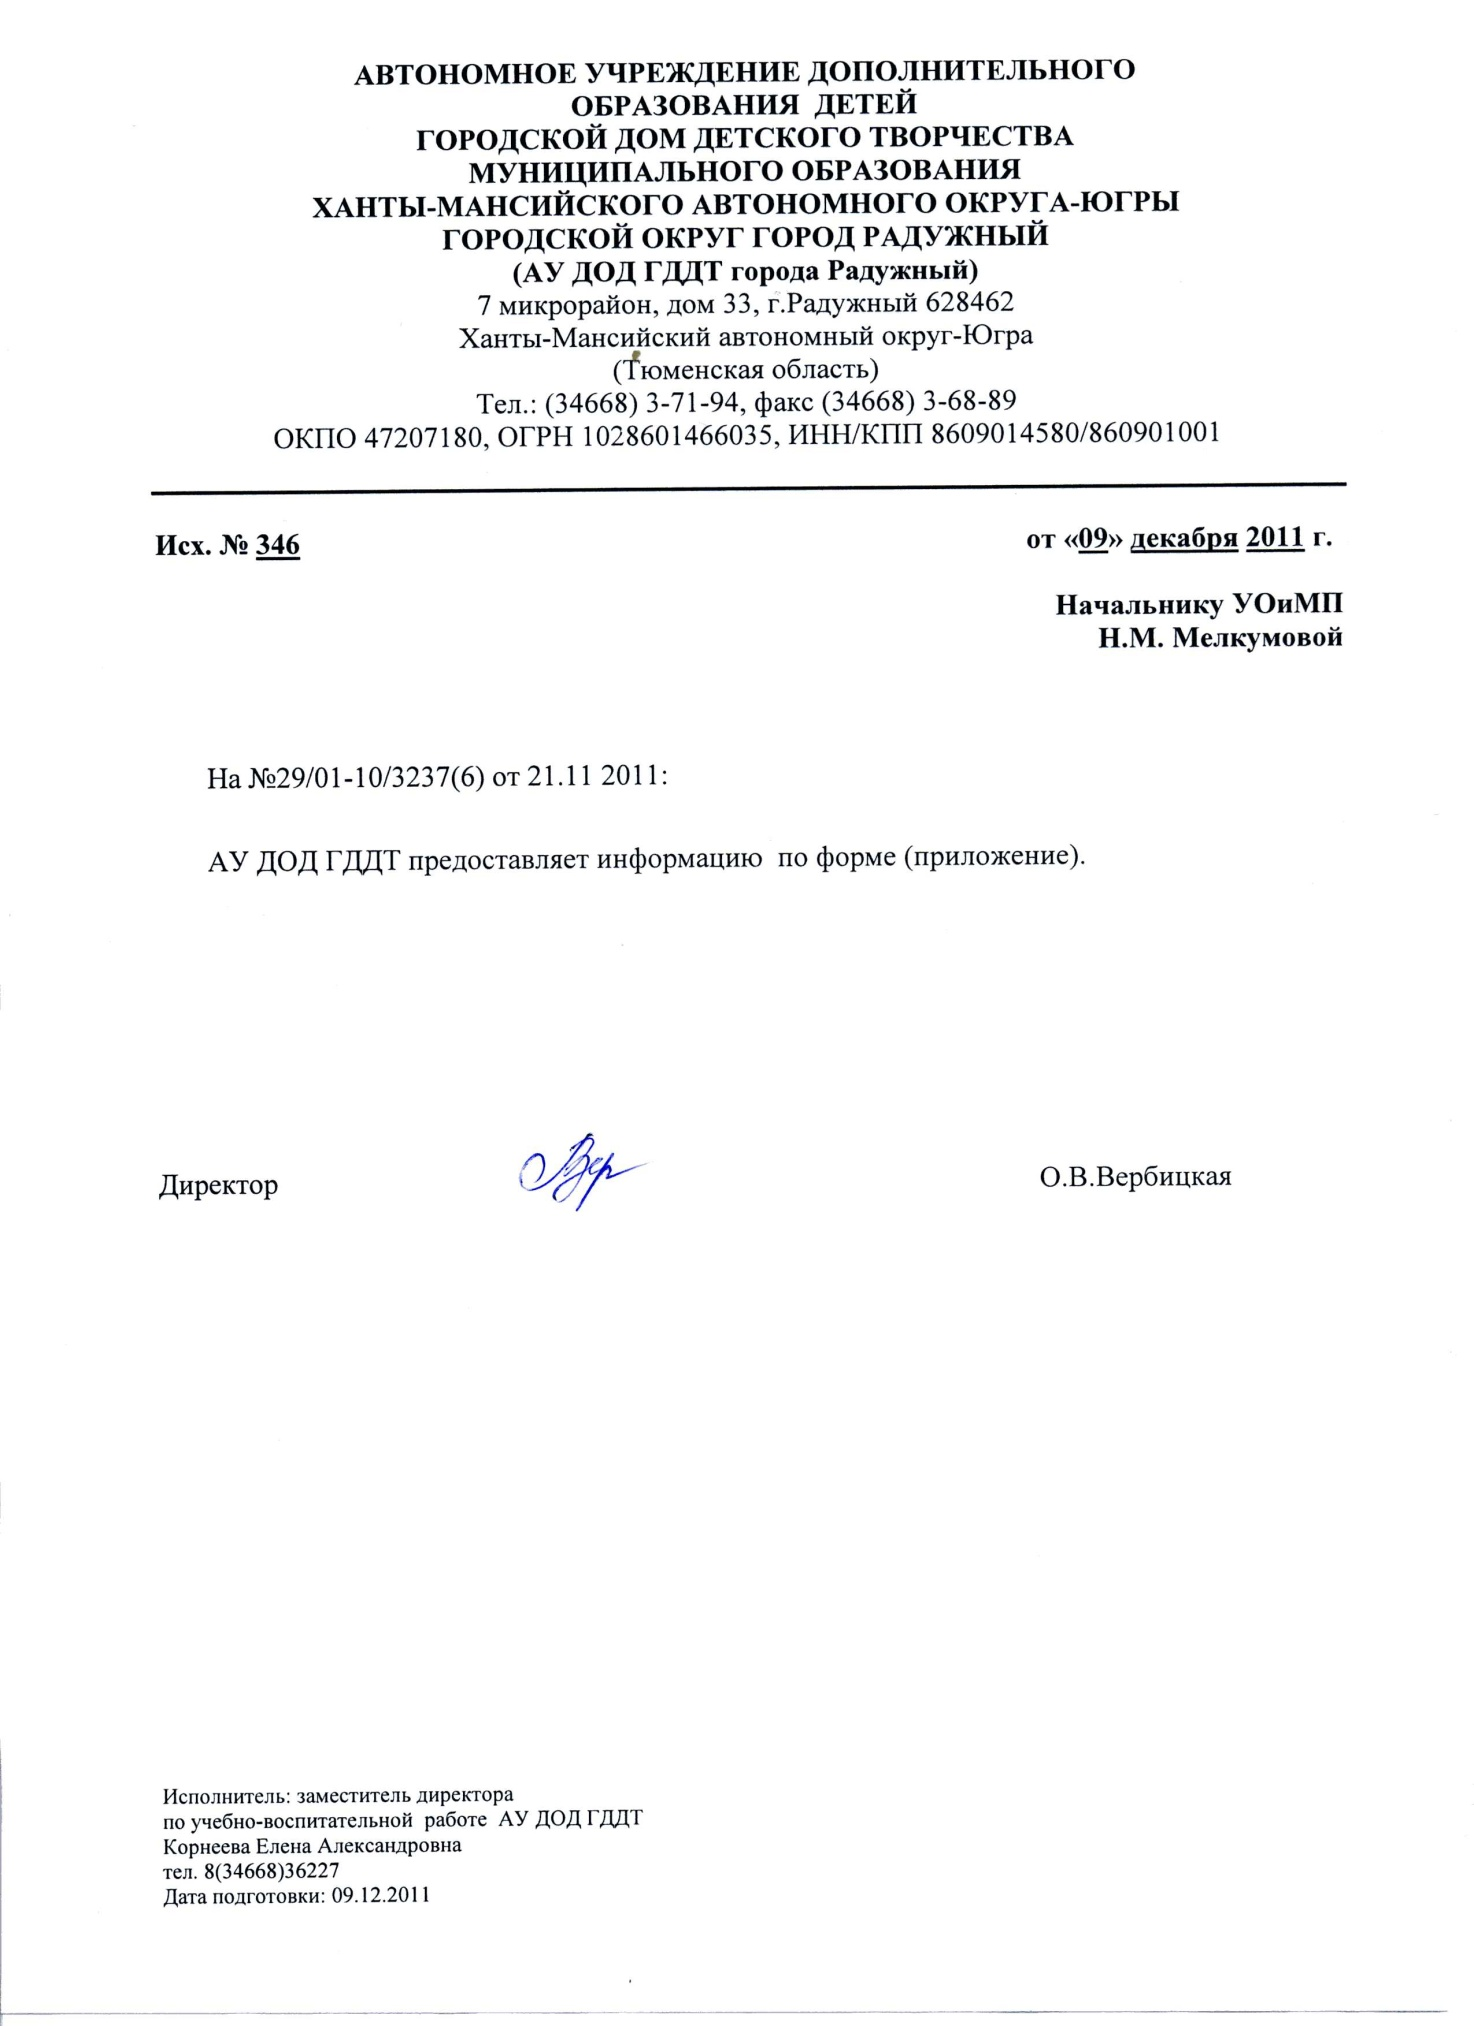 АВТОНОМНОЕ УЧРЕЖДЕНИЕ ДОПОЛНИТЕЛЬНОГО
ОБРАЗОВАНИЯ ДЕТЕЙ
ГОРОДСКОЙ ДОМ ДЕТСКОГО ТВОРЧЕСТВА
МУНИЦИПАЛЬНОГО ОБРАЗОВАНИЯ
ХАНТЫ-МАНСИЙСКОГО АВТОНОМНОГО ОКРУГА-ЮГРЫ
ГОРОДСКОЙ ОКРУГ ГОРОД РАДУЖНЫЙ
(АУ ДОД ГДДТ города Радужный)
7 микрорайон, дом 33, г.Радужный 628462
Ханты-Мансийский автономный округ-Югра
(Тюменская область)
Тел.: (34668) 3-71-94, факс (34668) 3-68-89
ОКПО 47207180, ОГРН 1028601466035, ИНН/КПП 8609014580/860901001
Исх. № 346 от «09» декабря 2011 г.
Начальнику УОиМП
Н.М. Мелкумовой
На №29/01-10/3237(6) от 21.11 2011:
АУ ДОД ГДДТ предоставляет информацию по форме (приложение).
Директор О.В.Вербицкая
Исполнитель: заместитель директора
по учебно-воспитательной работе АУ ДОД ГДДТ
Корнеева Елена Александровна
тел. 8(34668)36227
Дата подготовки: 09.12.2011